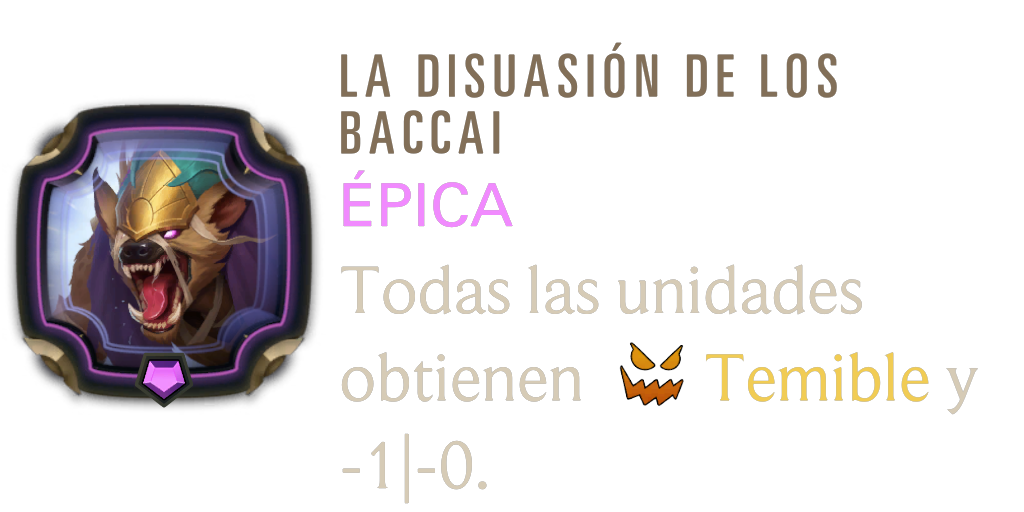 LA DISUASIÓN DE LOS
BACCAI
ÉPICA
Todas las unidades
obtienen Temible y
-1|-0.